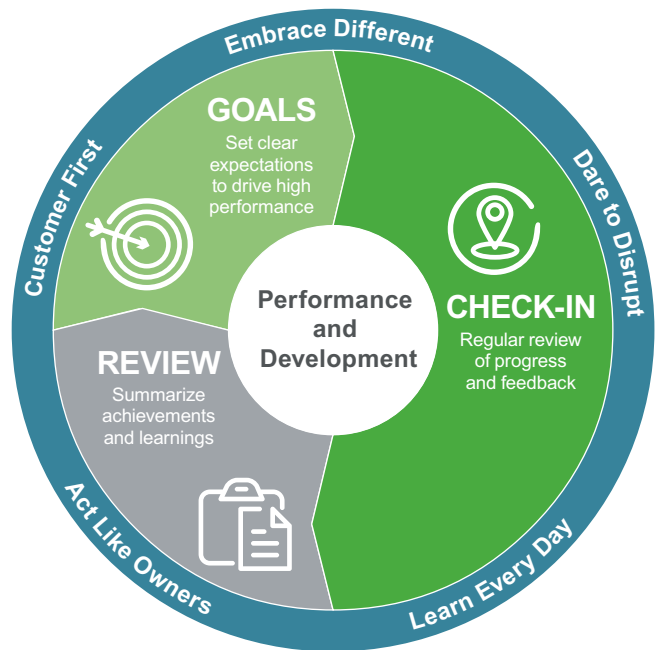 Embrace Different
Dare to Disrupt
Learn Every Day
Act Like Owners
Customer First
GOALS
Set clear
expectations
to drive high
performance
CHECK-IN
Regular review
of progress
and feedback
REVIEW
Summarize
achievements
and learnings
Performance
and
Development